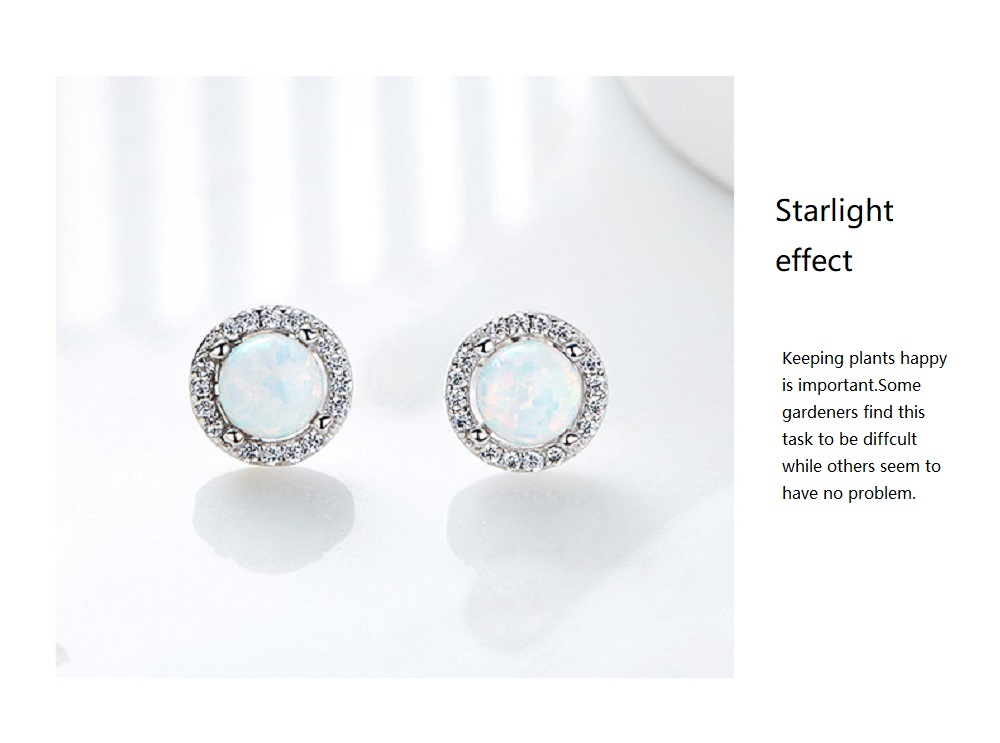 Starlight
effect
Keeping plants happy
is important.Some
gardeners find this
task to be diffcult
while others seem to
have no problem.